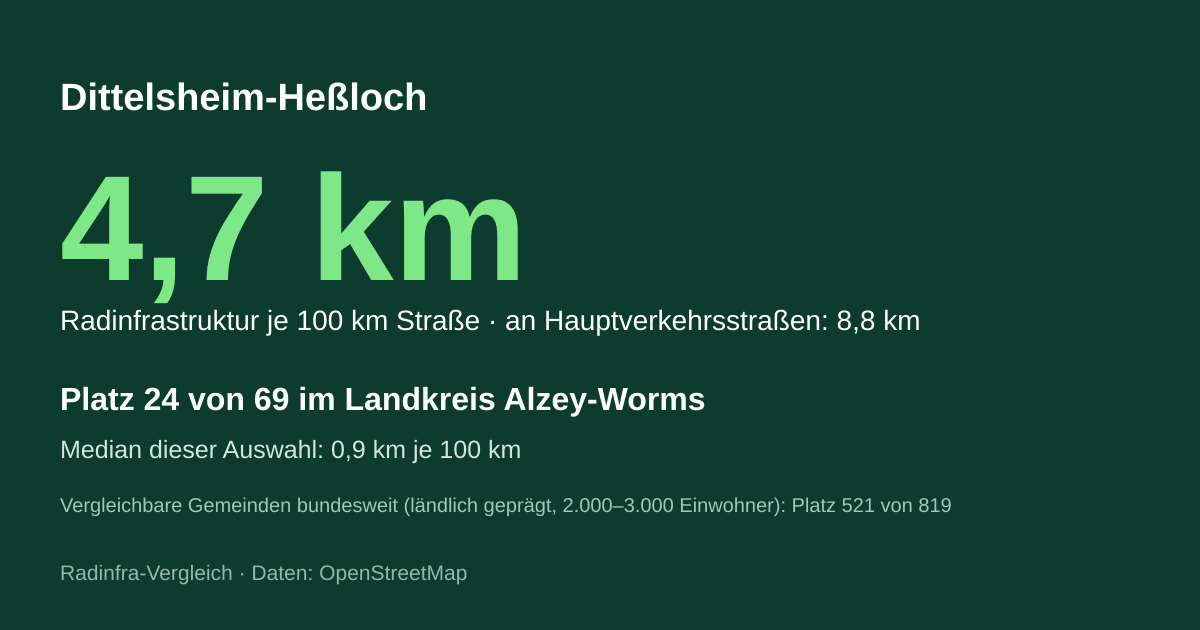 Dittelsheim-Heßloch
4,7 km
Radinfrastruktur je 100 km Straße · an Hauptverkehrsstraßen: 8,8 km
Platz 24 von 69 im Landkreis Alzey-Worms
Median dieser Auswahl: 0,9 km je 100 km
Vergleichbare Gemeinden bundesweit (ländlich geprägt, 2.000–3.000 Einwohner): Platz 521 von 819
Radinfra-Vergleich · Daten: OpenStreetMap